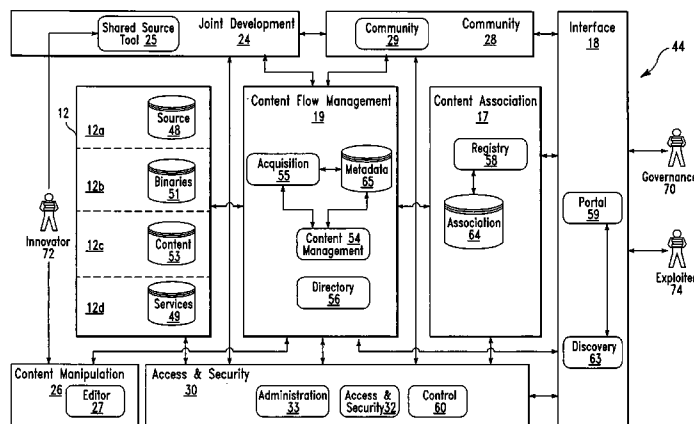 Shared Source
Tool
25
Joint Development
24
Community
29
Community
28
Interface
18
44
12
12a
Source
48
12b
Binaries
51
12c
Content
53
12d
Services
49
Content Flow Management
19
Acquisition
55
Metadata
65
Content 54
Management
Directory
56
Content Association
17
Registry
58
Association
64
Portal
59
Discovery
63
Governance
70
Exploiter
74
Innovator
72
Content Manipulation
26
Editor
27
Access & Security
30
Administration
33
Access &
Security32
Control
60